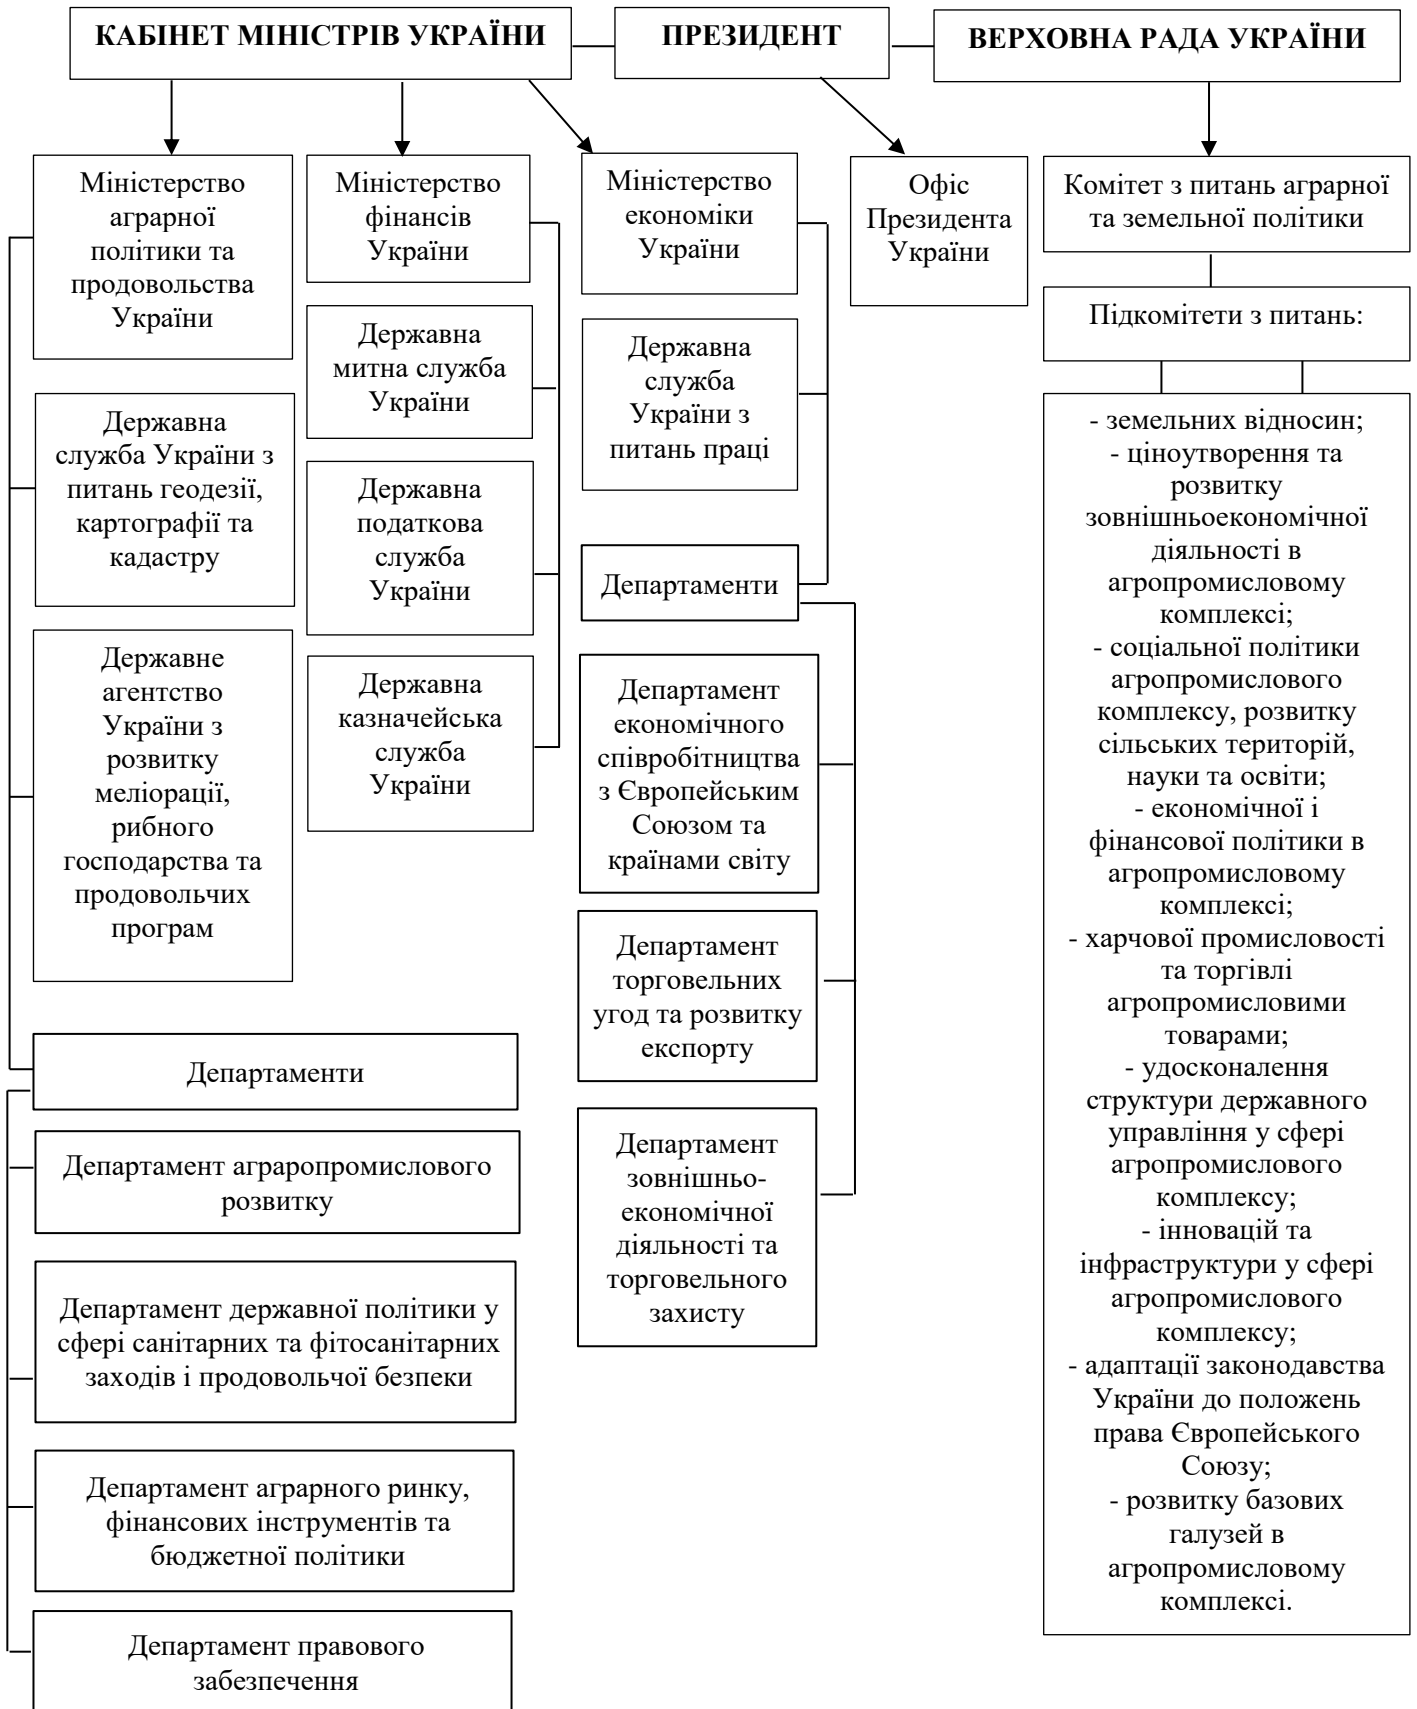 КАБІНЕТ МІНІСТРІВ УКРАЇНИ
ПРЕЗИДЕНТ
ВЕРХОВНА РАДА УКРАЇНИ
Міністерство
аграрної
політики та
продовольства
України
Міністерство
фінансів
України
Міністерство
економіки
України
Офіс
Президента
України
Комітет з питань аграрної
та земельної політики
Підкомітети з питань:
Державна
митна служба
України
Державна
служба
України з
питань праці
Державна
служба України з
питань геодезії,
картографії та
кадастру
Державна
податкова
служба
України
Департаменти
Державне
агентство
України з
розвитку
меліорації,
рибного
господарства та
продовольчих
програм
Державна
казначейська
служба
України
Департамент
економічного
співробітництва
з Європейським
Союзом та
країнами світу
Департамент
торговельних
угод та розвитку
експорту
Департамент
зовнішньо-
економічної
діяльності та
торговельного
захисту
Департаменти
Департамент аграропромислового
розвитку
Департамент державної політики у
сфері санітарних та фітосанітарних
заходів і продовольчої безпеки
Департамент аграрного ринку,
фінансових інструментів та
бюджетної політики
Департамент правового
забезпечення
- земельних відносин;
- ціноутворення та
розвитку
зовнішньоекономічної
діяльності в
агропромисловому
комплексі;
- соціальної політики
агропромислового
комплексу, розвитку
сільських територій,
науки та освіти;
- економічної і
фінансової політики в
агропромисловому
комплексі;
- харчової промисловості
та торгівлі
агропромисловими
товарами;
- удосконалення
структури державного
управління у сфері
агропромислового
комплексу;
- інновацій та
інфраструктури у сфері
агропромислового
комплексу;
- адаптації законодавства
України до положень
права Європейського
Союзу;
- розвитку базових
галузей в
агропромисловому
комплексі.